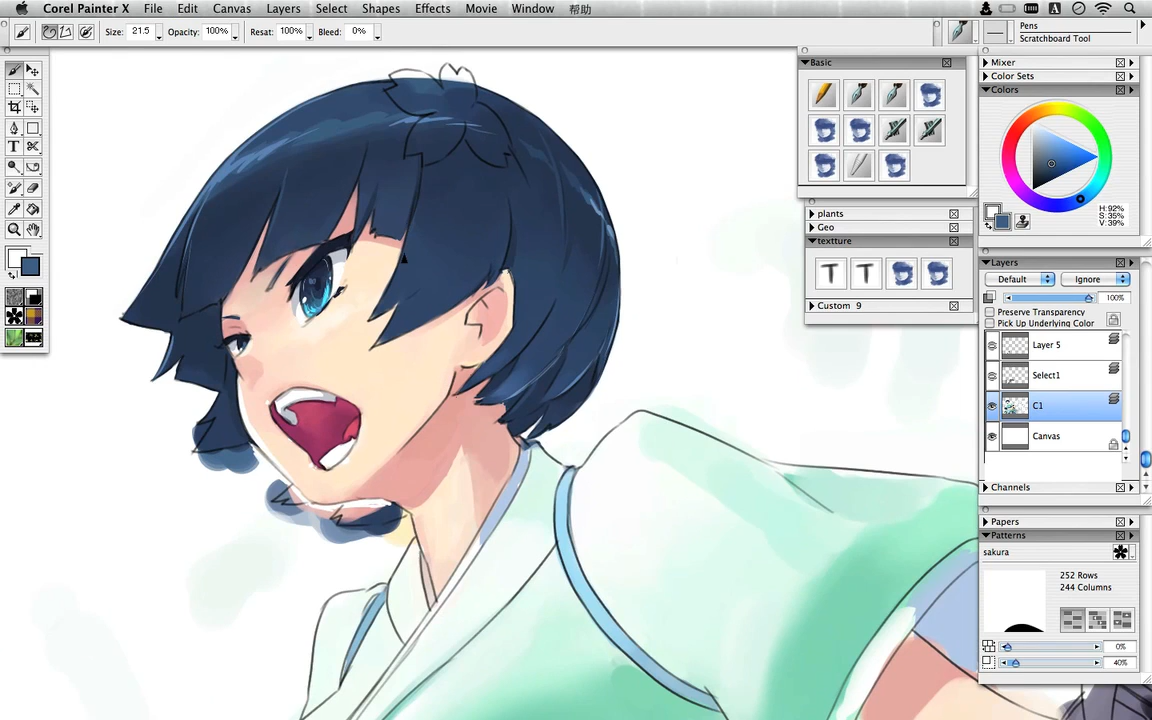 Corel Painter X File Edit Canvas Layers Select Shapes Effects Movie Window 帮助
Size: 21.5 Opacity: 100% Resat: 100% Bleed: 0%
Pens
Scratchboard Tool
Basic
plants
Geo
textture
Custom 9
Mixer
Color Sets
Colors
H:92%
S:35%
V:39%
Layers
Default Ignore
100%
Preserve Transparency
Pick Up Underlying Color
Layer 5
Select1
C1
Canvas
Channels
Papers
Patterns
sakura
252 Rows
244 Columns
0%
40%